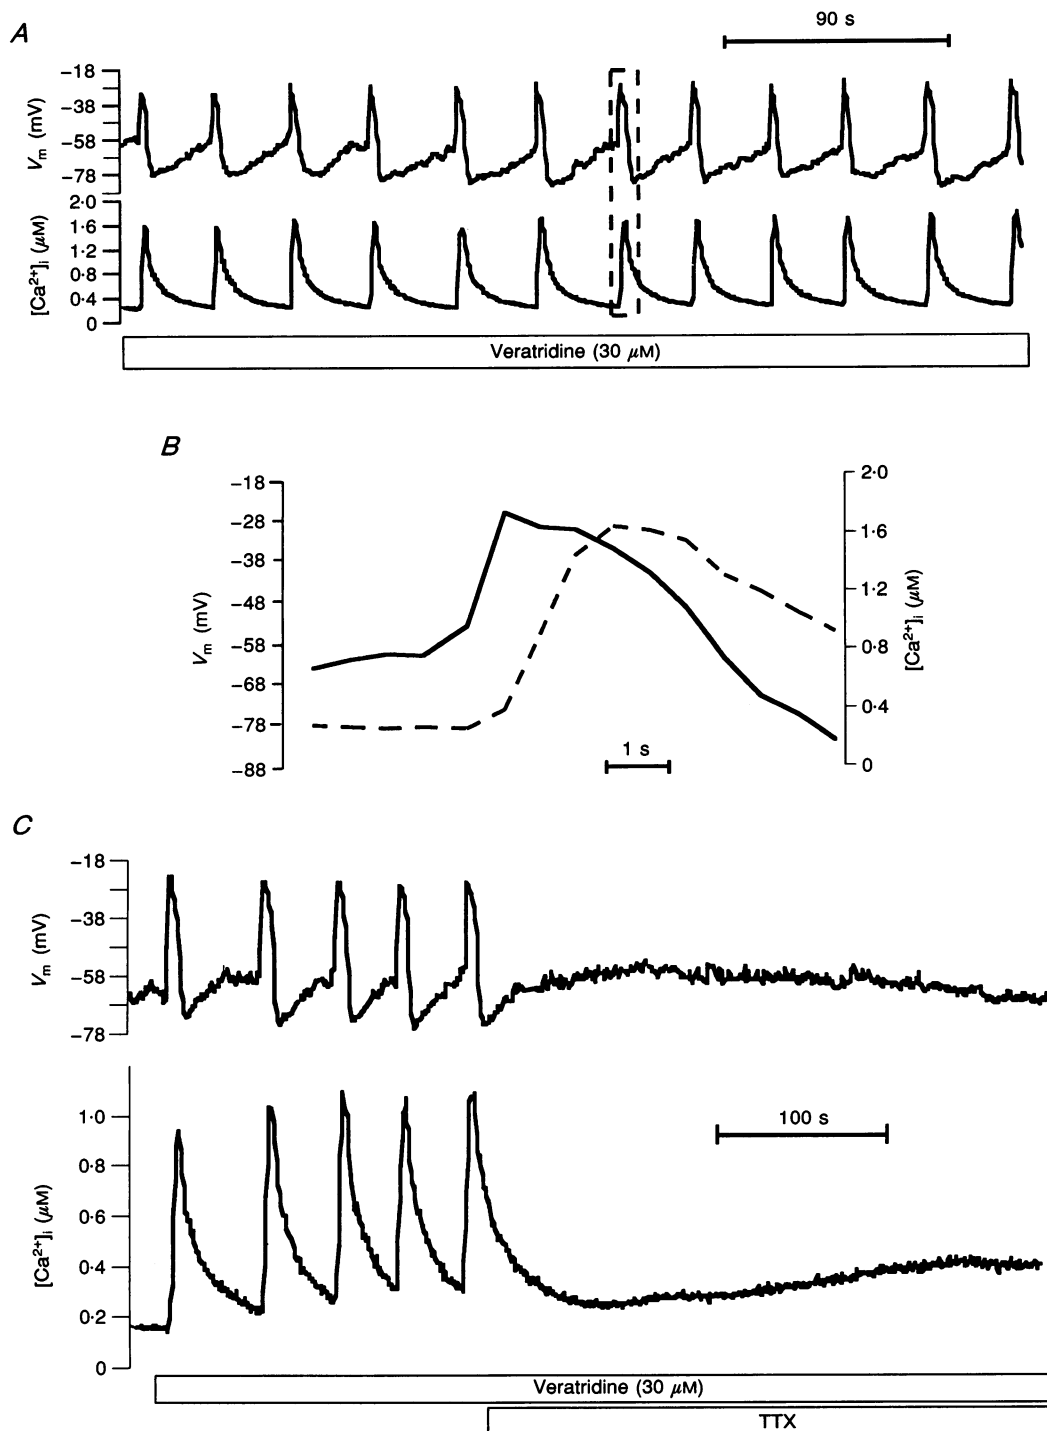 A
90 s
−18
−38
−58
−78
Vm (mV)
2·0
1·6
1·2
0·8
0·4
0
[Ca2+]i (μM)
Veratridine (30 μM)
B
−18
−28
−38
−48
−58
−68
−78
−88
Vm (mV)
2·0
1·6
1·2
0·8
0·4
0
[Ca2+]i (μM)
1 s
C
−18
−38
−58
−78
Vm (mV)
1·0
0·8
0·6
0·4
0·2
0
[Ca2+]i (μM)
100 s
Veratridine (30 μM)
TTX